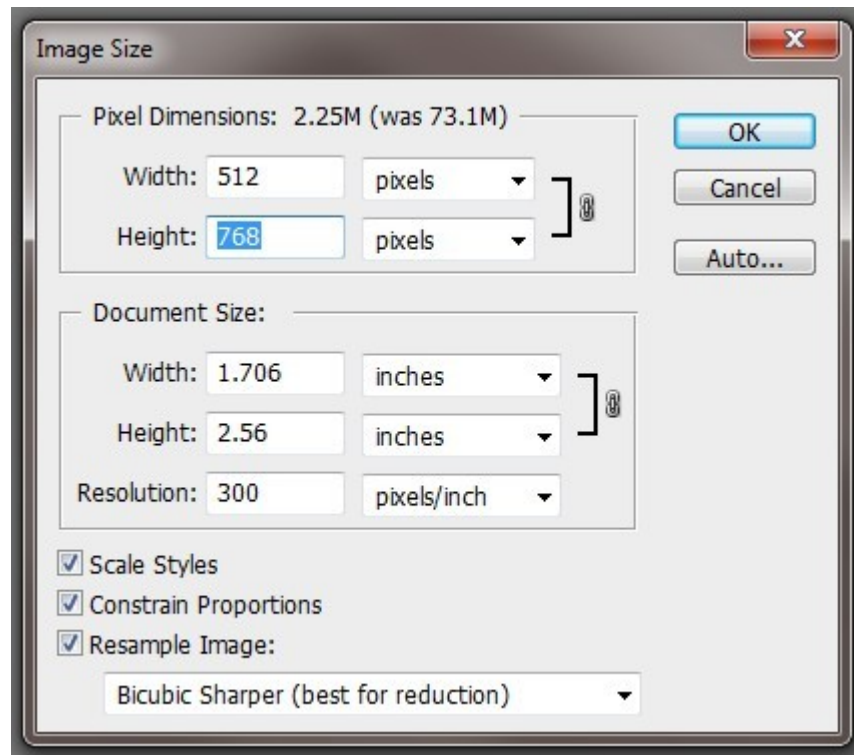 Image Size
Pixel Dimensions: 2.25M (was 73.1M)
Width: 512 pixels
Height: 768 pixels
OK
Cancel
Auto...
Document Size:
Width: 1.706 inches
Height: 2.56 inches
Resolution: 300 pixels/inch
Scale Styles
Constrain Proportions
Resample Image:
Bicubic Sharper (best for reduction)